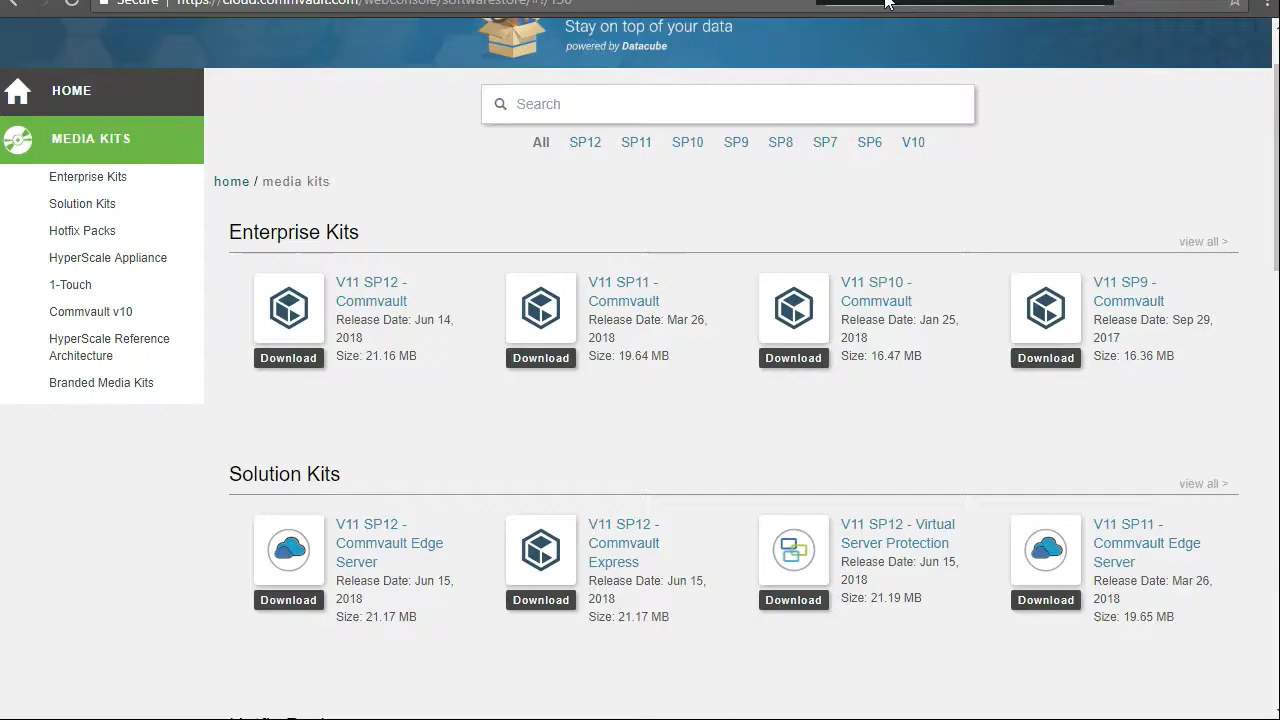 Secure | https://cloud.commvault.com/webconsole/softwarestore/#!/
Stay on top of your data
powered by Datacube
HOME
MEDIA KITS
Enterprise Kits
Solution Kits
Hotfix Packs
HyperScale Appliance
1-Touch
Commvault v10
HyperScale Reference
Architecture
Branded Media Kits
Search
All SP12 SP11 SP10 SP9 SP8 SP7 SP6 V10
home / media kits
Enterprise Kits
view all >
V11 SP12 -
Commvault
Release Date: Jun 14,
2018
Size: 21.16 MB
Download
V11 SP11 -
Commvault
Release Date: Mar 26,
2018
Size: 19.64 MB
Download
V11 SP10 -
Commvault
Release Date: Jan 25,
2018
Size: 16.47 MB
Download
V11 SP9 -
Commvault
Release Date: Sep 29,
2017
Size: 16.36 MB
Download
Solution Kits
view all >
V11 SP12 -
Commvault Edge
Server
Release Date: Jun 15,
2018
Size: 21.17 MB
Download
V11 SP12 -
Commvault
Express
Release Date: Jun 15,
2018
Size: 21.17 MB
Download
V11 SP12 - Virtual
Server Protection
Release Date: Jun 15,
2018
Size: 21.19 MB
Download
V11 SP11 -
Commvault Edge
Server
Release Date: Mar 26,
2018
Size: 19.65 MB
Download